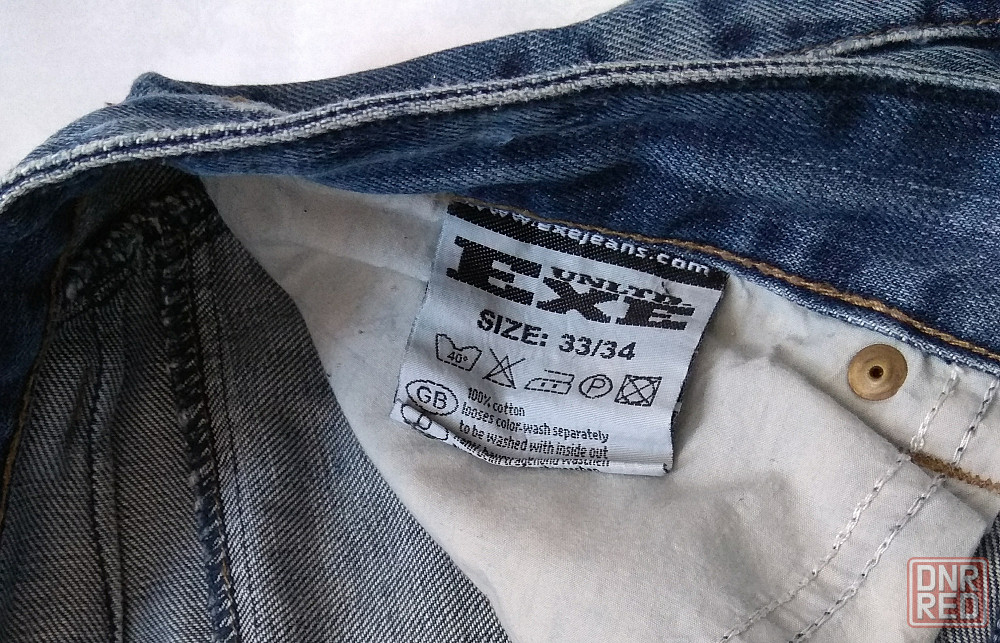 www.exejeans.com
EXE
UNLTD.
SIZE: 33/34
40°
P
GB
100% cotton
looses color-wash separately
to be washed with inside out
D
DNR
RED